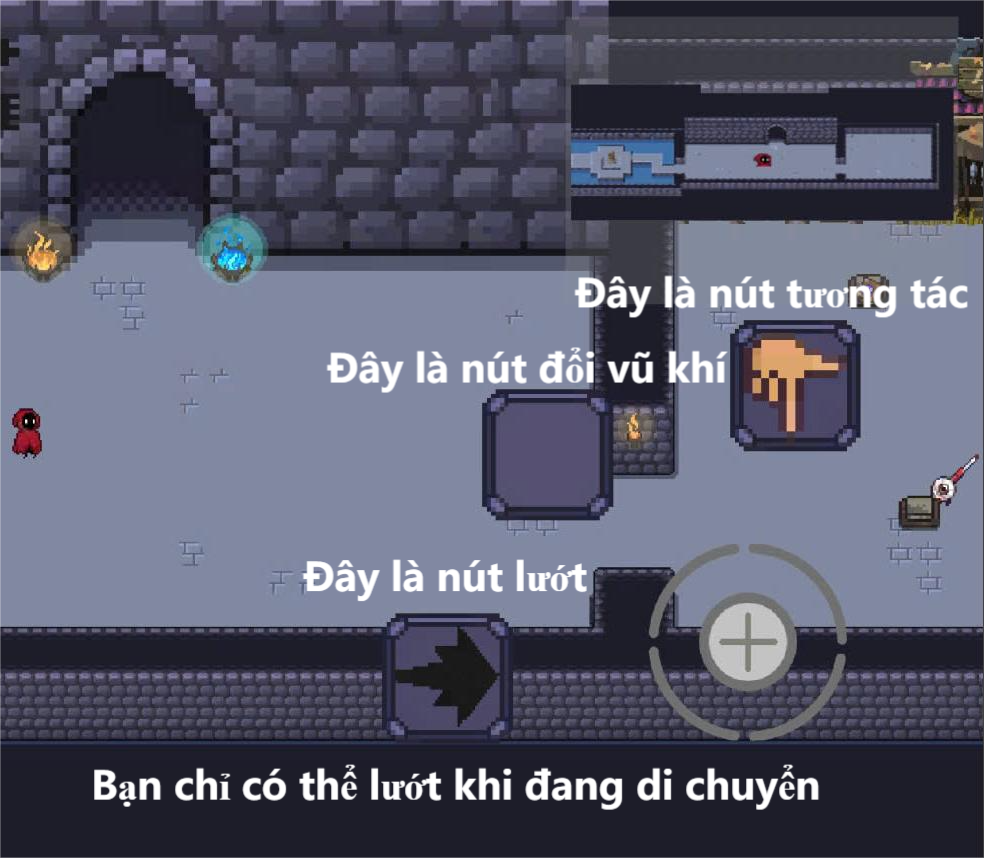 Đây là nút tương tác
Đây là nút đổi vũ khí
Đây là nút lướt
Bạn chỉ có thể lướt khi đang di chuyển